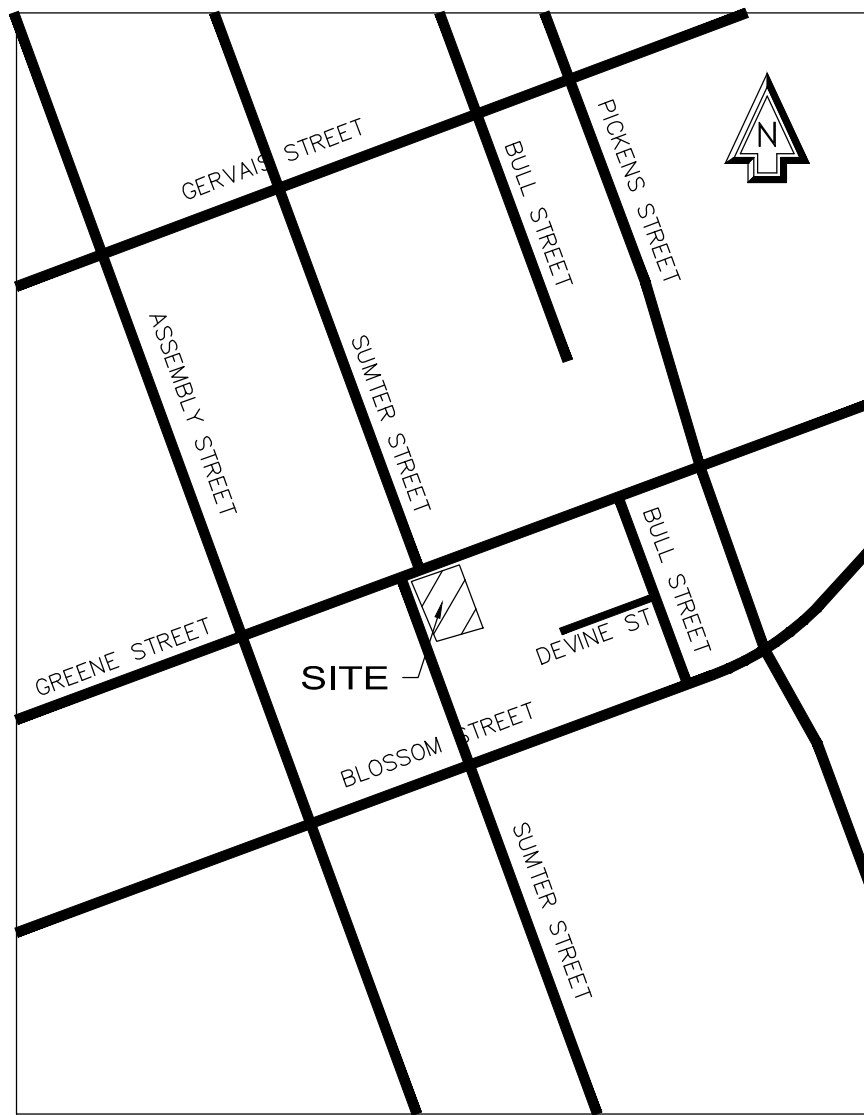 GERVAIS STREET
N
PICKENS STREET
BULL STREET
ASSEMBLY STREET
SUMTER STREET
BULL STREET
GREENE STREET
DEVINE ST
SITE
BLOSSOM STREET
SUMTER STREET